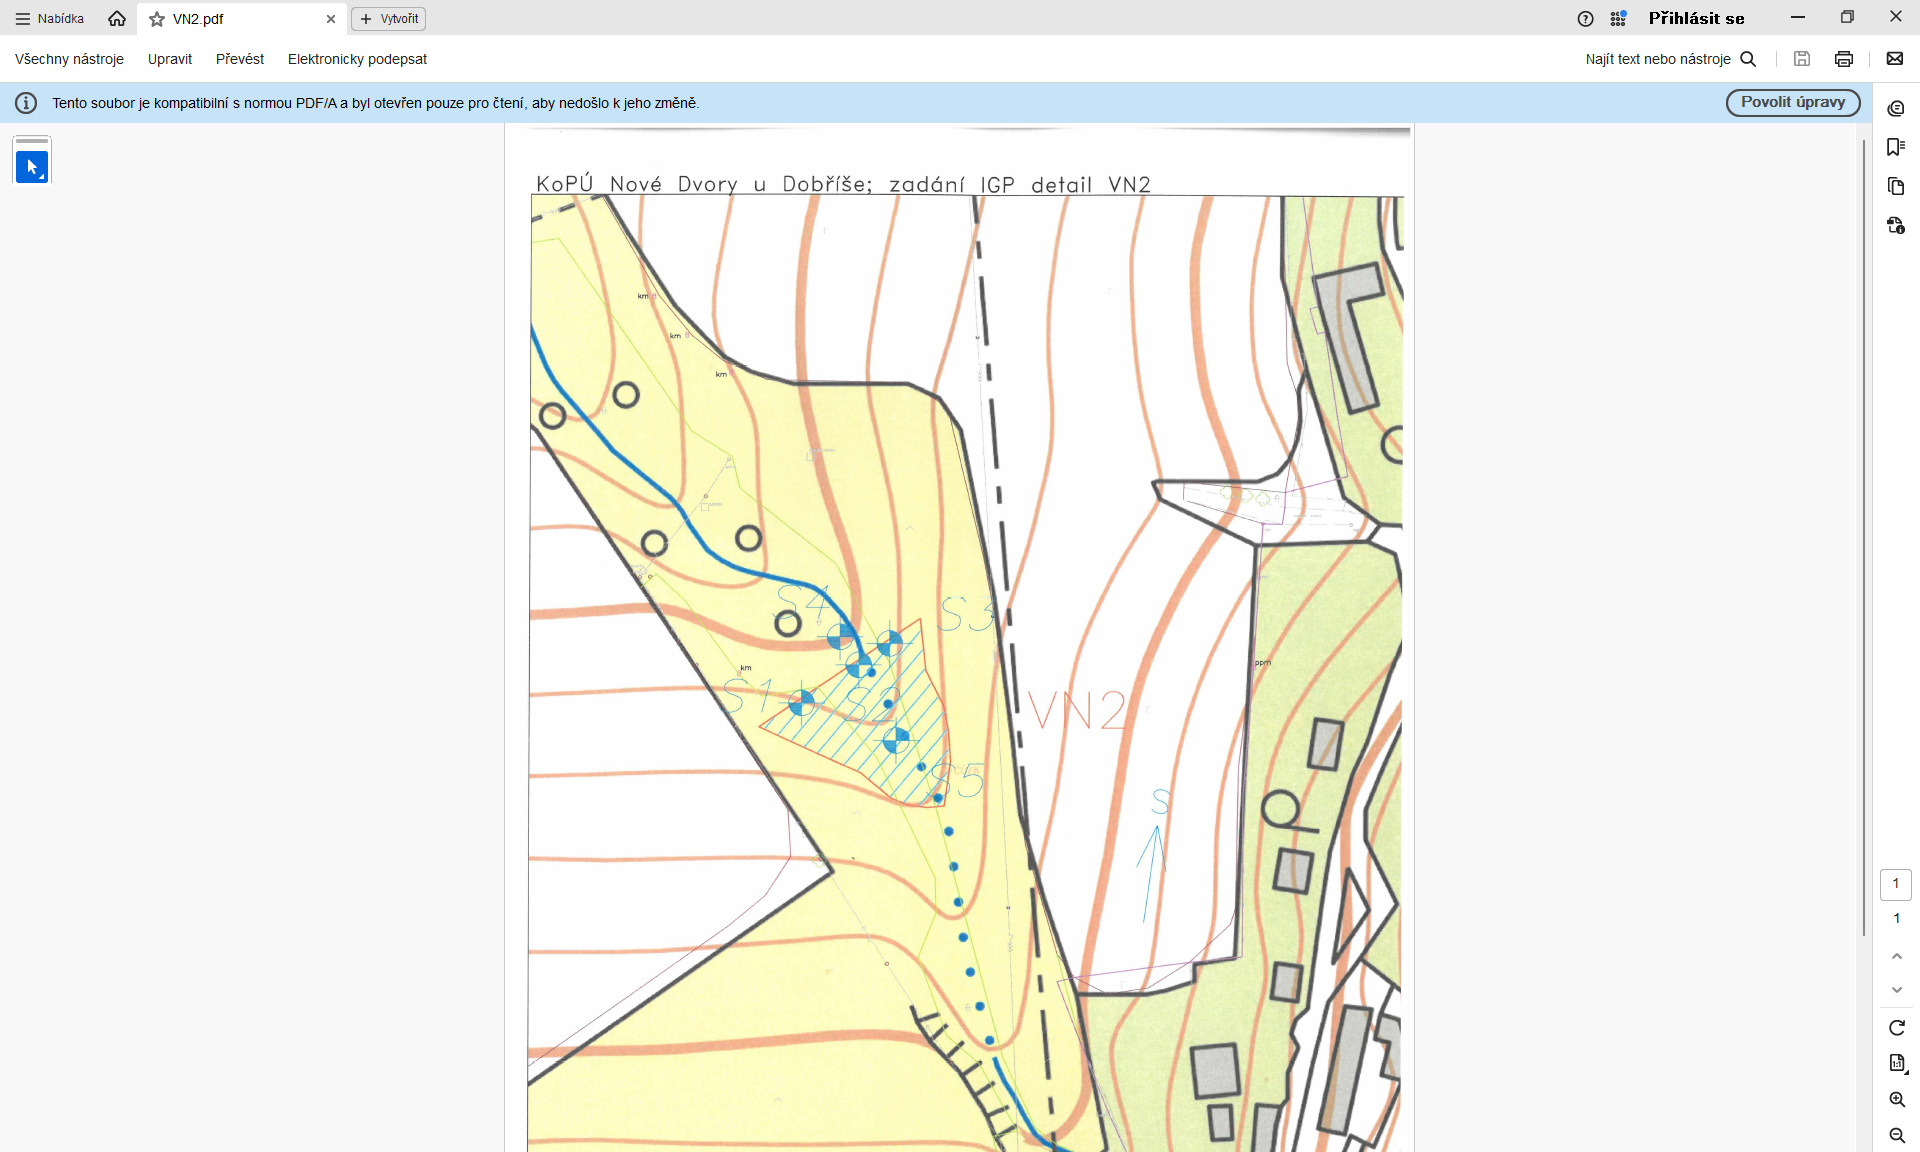 Nabídka
VN2.pdf
Vytvořit
Přihlásit se
Všechny nástroje
Upravit
Převést
Elektronicky podepsat
Najít text nebo nástroje
Tento soubor je kompatibilní s normou PDF/A a byl otevřen pouze pro čtení, aby nedošlo k jeho změně.
Povolit úpravy
KoPÚ Nové Dvory u Dobříše; zadání IGP detail VN2
km
km
km
S4
S3
km
ppm
S1
S2
VN2
S5
S
1
1
1:1